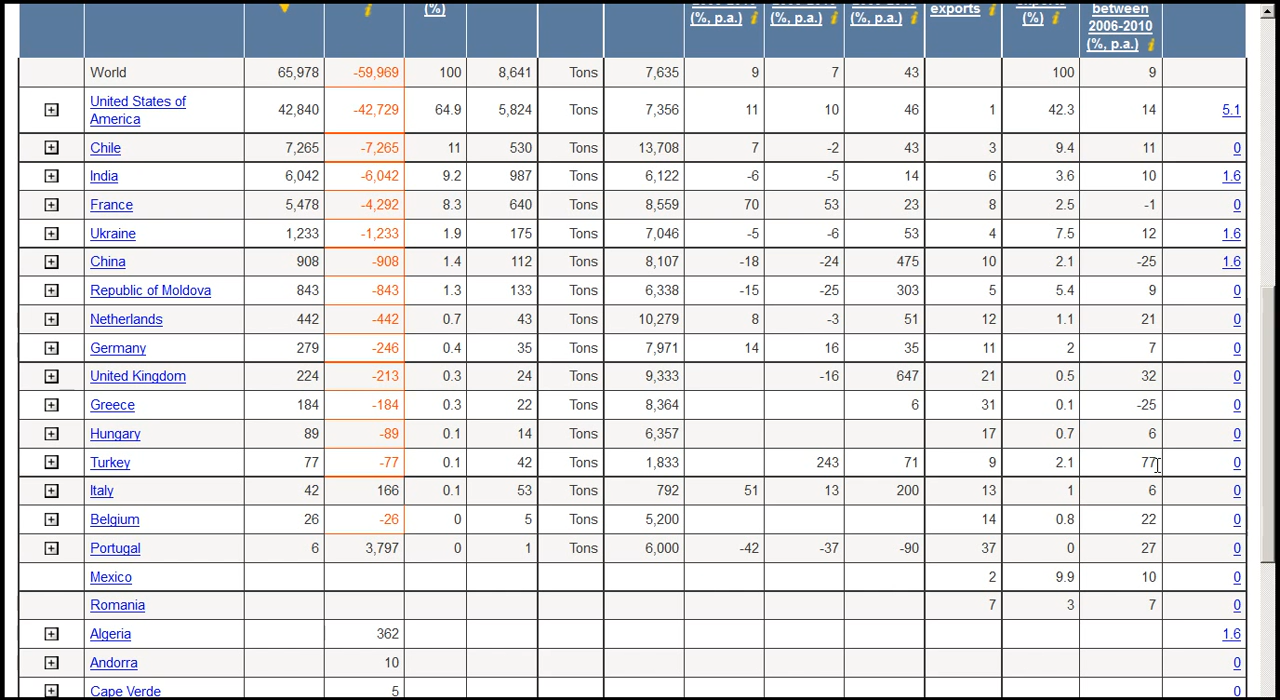 (%)
(%, p.a.) i (%, p.a.) i (%, p.a.) i exports i (%) i between
2006-2010
(%, p.a.) i
World 65,978 -59,969 100 8,641 Tons 7,635 9 7 43 100 9
United States of
America 42,840 -42,729 64.9 5,824 Tons 7,356 11 10 46 1 42.3 14 5.1
Chile 7,265 -7,265 11 530 Tons 13,708 7 -2 43 3 9.4 11 0
India 6,042 -6,042 9.2 987 Tons 6,122 -6 -5 14 6 3.6 10 1.6
France 5,478 -4,292 8.3 640 Tons 8,559 70 53 23 8 2.5 -1 0
Ukraine 1,233 -1,233 1.9 175 Tons 7,046 -5 -6 53 4 7.5 12 1.6
China 908 -908 1.4 112 Tons 8,107 -18 -24 475 10 2.1 -25 1.6
Republic of Moldova 843 -843 1.3 133 Tons 6,338 -15 -25 303 5 5.4 9 0
Netherlands 442 -442 0.7 43 Tons 10,279 8 -3 51 12 1.1 21 0
Germany 279 -246 0.4 35 Tons 7,971 14 16 35 11 2 7 0
United Kingdom 224 -213 0.3 24 Tons 9,333 -16 647 21 0.5 32 0
Greece 184 -184 0.3 22 Tons 8,364 6 31 0.1 -25 0
Hungary 89 -89 0.1 14 Tons 6,357 17 0.7 6 0
Turkey 77 -77 0.1 42 Tons 1,833 243 71 9 2.1 77 0
Italy 42 166 0.1 53 Tons 792 51 13 200 13 1 6 0
Belgium 26 -26 0 5 Tons 5,200 14 0.8 22 0
Portugal 6 3,797 0 1 Tons 6,000 -42 -37 -90 37 0 27 0
Mexico 2 9.9 10 0
Romania 7 3 7 0
Algeria 362 1.6
Andorra 10 0
Cape Verde 5 0